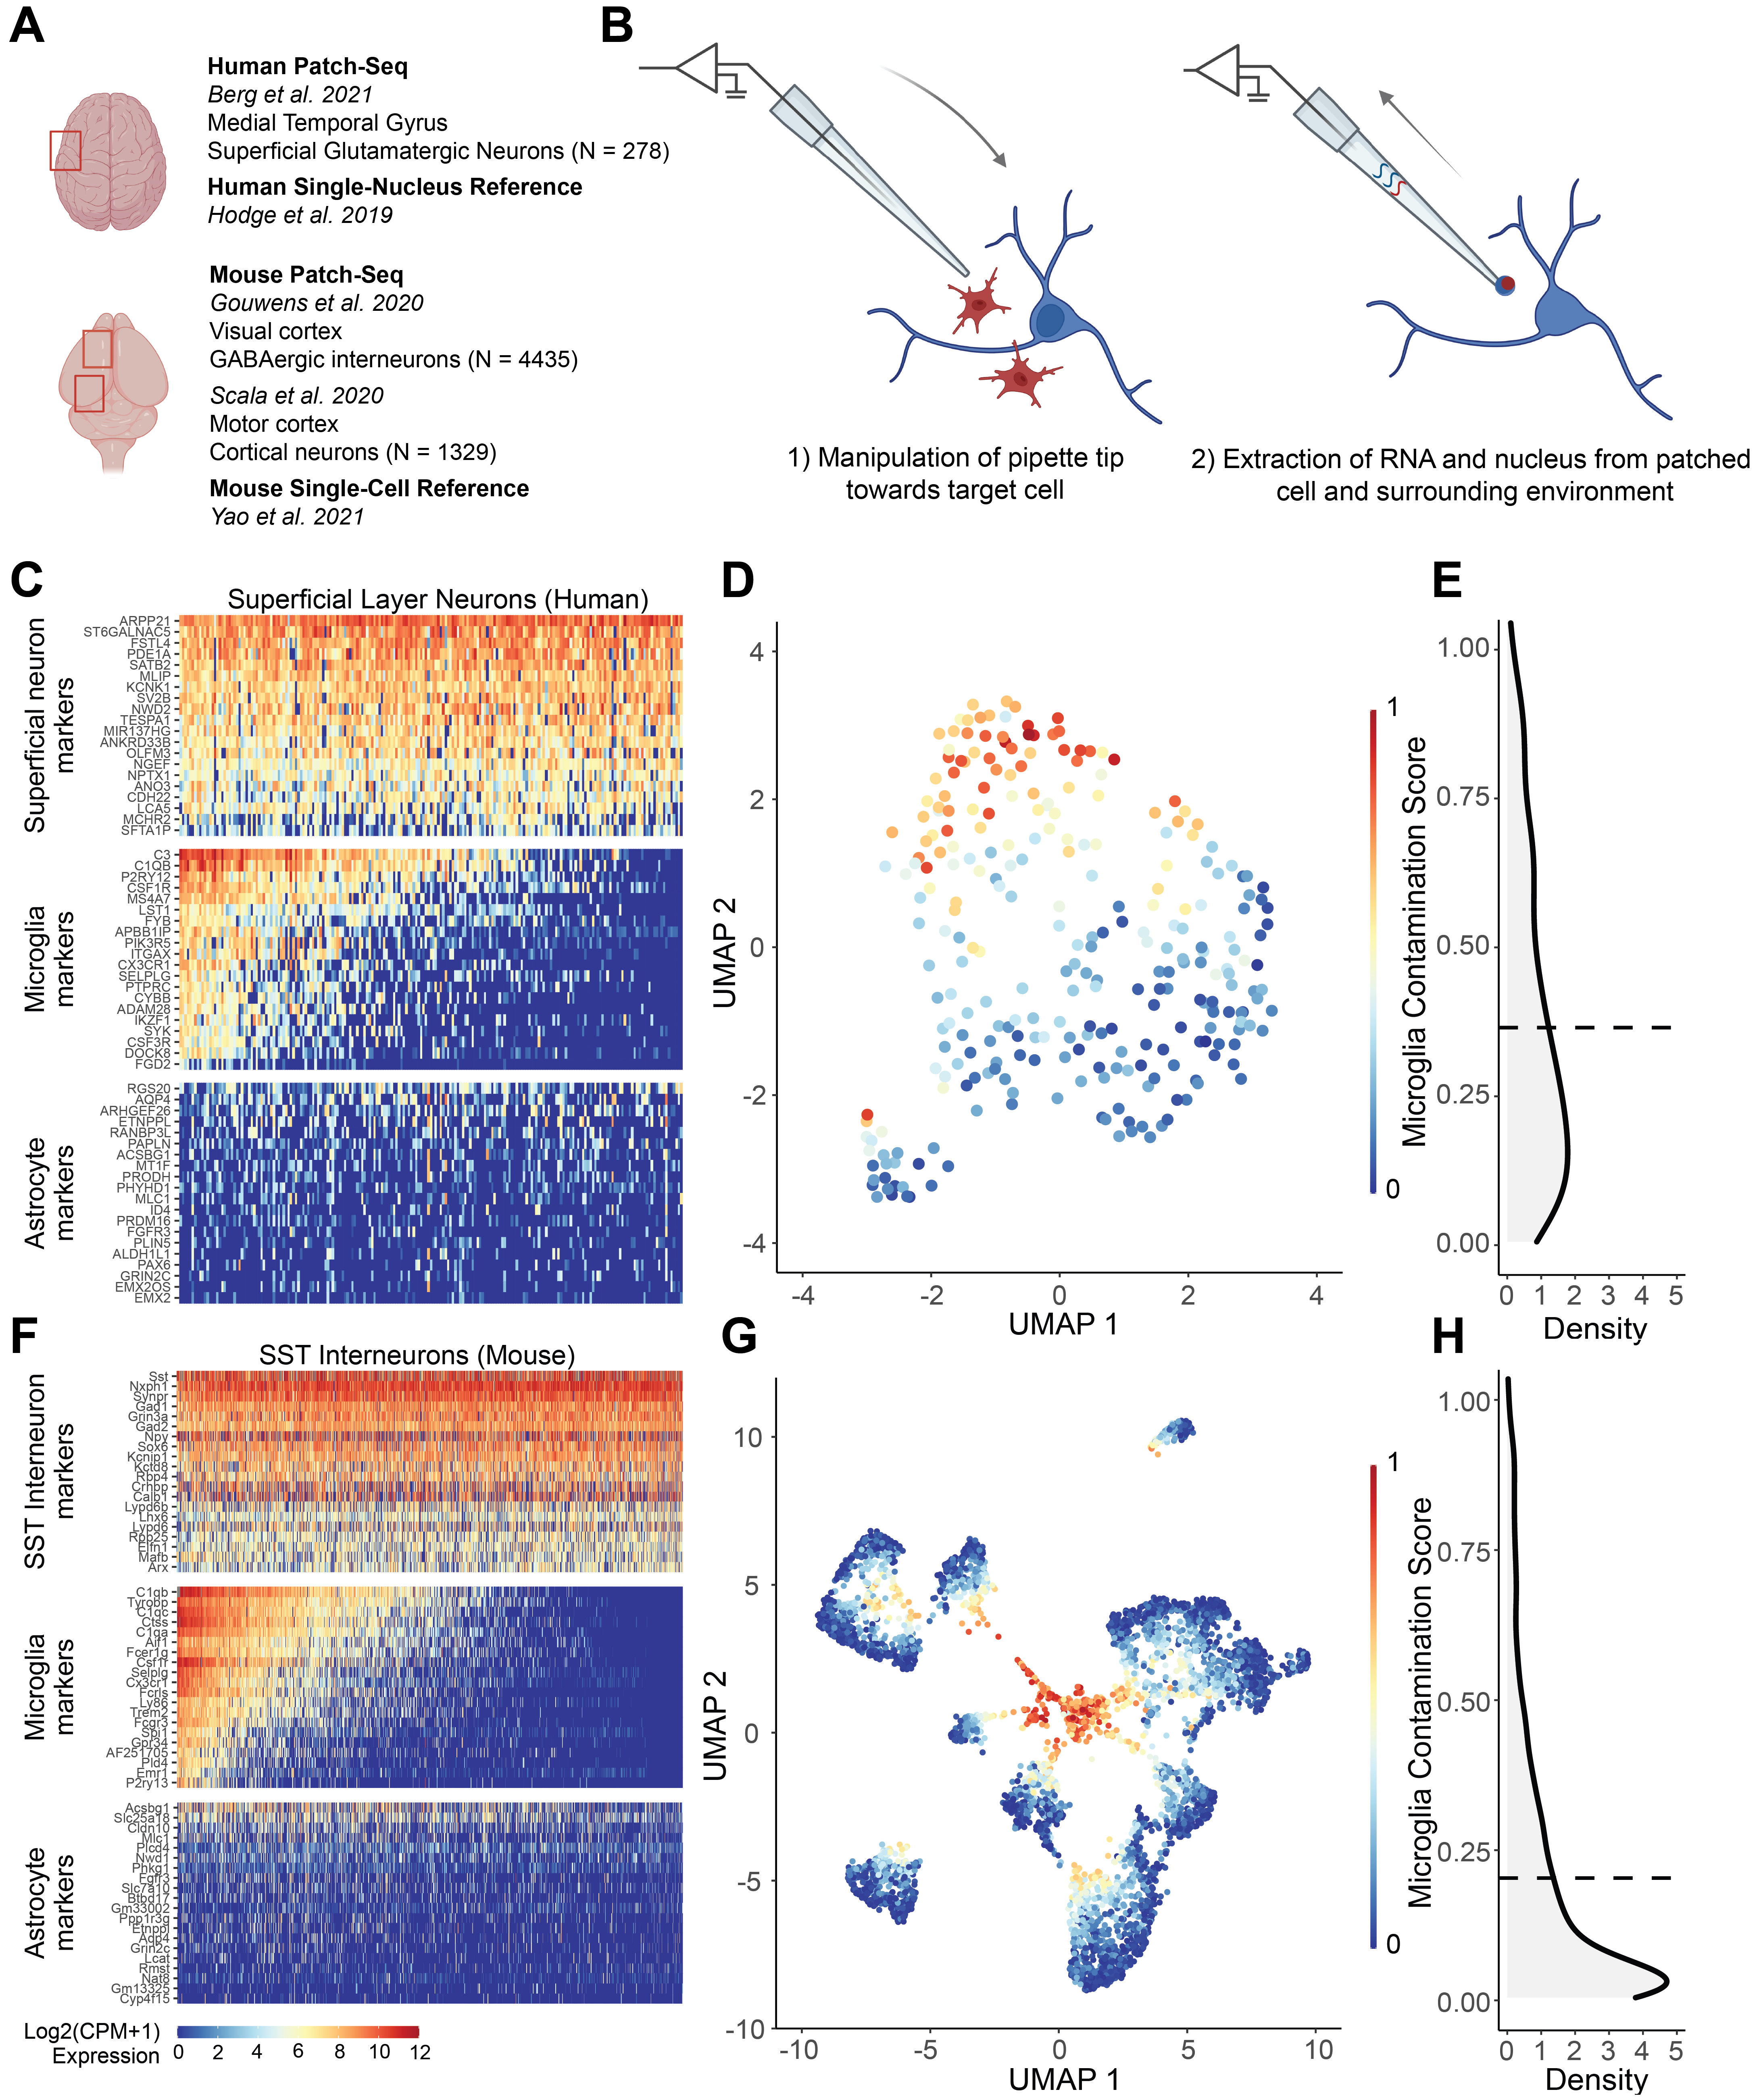 A
Human Patch-Seq
Berg et al. 2021
Medial Temporal Gyrus
Superficial Glutamatergic Neurons (N = 278)
Human Single-Nucleus Reference
Hodge et al. 2019
Mouse Patch-Seq
Gouwens et al. 2020
Visual cortex
GABAergic interneurons (N = 4435)
Scala et al. 2020
Motor cortex
Cortical neurons (N = 1329)
Mouse Single-Cell Reference
Yao et al. 2021
B
1) Manipulation of pipette tip
towards target cell
2) Extraction of RNA and nucleus from patched
cell and surrounding environment
C
Superficial Layer Neurons (Human)
Superficial neuron
markers
ARPP21
ST6GALNAC5
FSTL4
PDE1A
SATB2
MLIP
KCNK1
SV2B
NWD2
TESPA1
MIR137HG
ANKRD33B
OLFM3
NGEF
NPTX1
ANO3
CDH22
LCA5
MCHR2
SFTA1P
Microglia
markers
C3
C1QB
P2RY12
CSF1R
MS4A7
LST1
FYB
APBB1IP
PIK3R5
ITGAX
CX3CR1
SELPLG
PTPRC
CYBB
ADAM28
IKZF1
SYK
CSF3R
DOCK8
FGD2
Astrocyte
markers
RGS20
AQP4
ARHGEF26
ETNPPL
RANBP3L
PAPLN
ACSBG1
MT1F
PRODH
PHYHD1
MLC1
ID4
PRDM16
FGFR3
PLIN5
ALDH1L1
PAX6
GRIN2C
EMX2OS
EMX2
D
UMAP 2
4
2
0
-2
-4
-4
-2
0
2
4
UMAP 1
1
0
Microglia Contamination Score
E
1.00
0.75
0.50
0.25
0.00
0 1 2 3 4 5
Density
F
SST Interneurons (Mouse)
SST Interneuron
markers
Sst
Nxph1
Synpr
Gad1
Grin3a
Gad2
Npy
Sox6
Kcnip1
Kctd8
Rbp4
Crhbp
Calb1
Lypd6b
Lhx6
Lypd6
Rpp25
Elfn1
Mafb
Arx
Microglia
markers
C1qb
Tyrobp
C1qc
Ctss
C1qa
Aif1
Fcer1g
Csf1r
Selplg
Cx3cr1
Fcrls
Ly86
Trem2
Fcgr3
Spi1
Gpr34
AF251705
Pld4
Emr1
P2ry13
Astrocyte
markers
Acsbg1
Slc25a18
Cldn10
Mlc1
Plcd4
Nwd1
Phkg1
Fgfr3
Slc7a10
Btbd17
Gm33002
Ppp1r3g
Etnppl
Aqp4
Grin2c
Lcat
Rmst
Nat8
Gm13325
Cyp4f15
Log2(CPM+1)
Expression
0 2 4 6 8 10 12
G
UMAP 2
10
5
0
-5
-10
-10
-5
0
5
10
UMAP 1
1
0
Microglia Contamination Score
H
1.00
0.75
0.50
0.25
0.00
0 1 2 3 4 5
Density